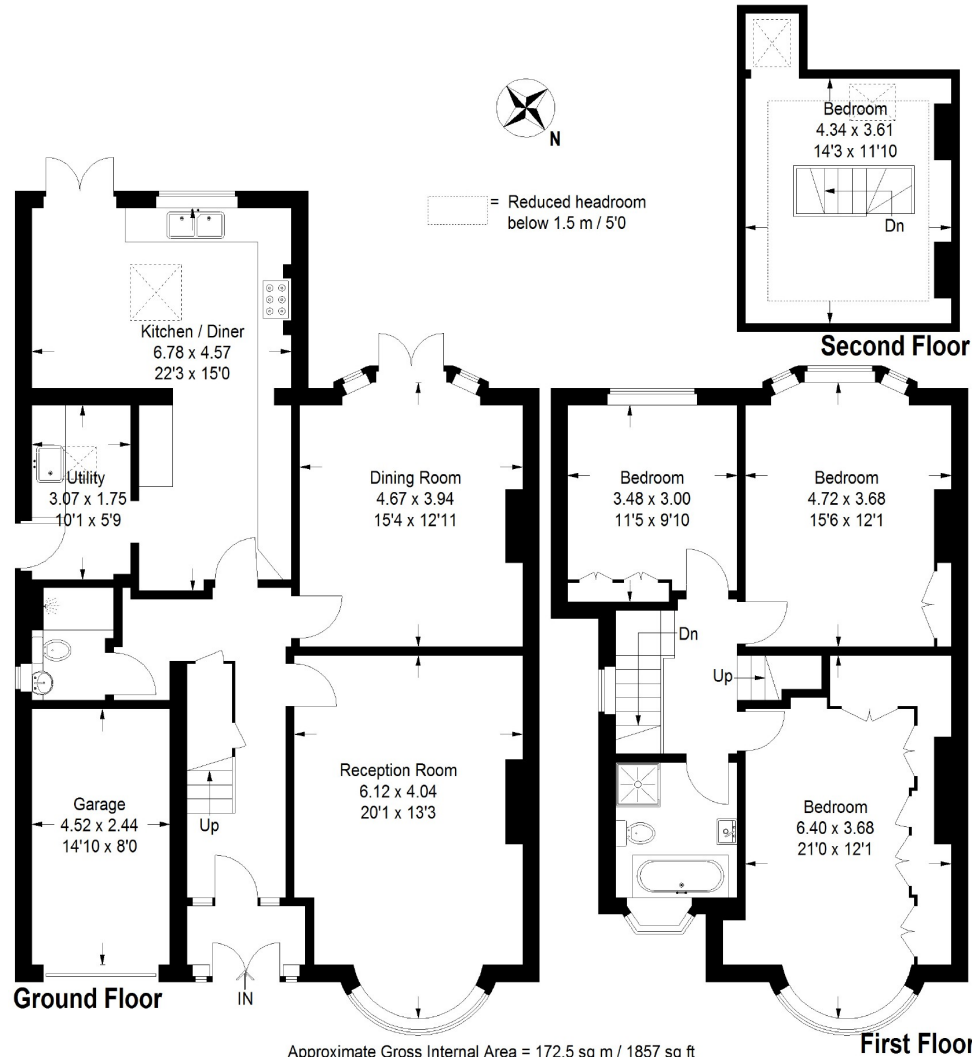 Bedroom
4.34 x 3.61
14'3 x 11'10
Dn
Second Floor
N
= Reduced headroom
below 1.5 m / 5'0
Kitchen / Diner
6.78 x 4.57
22'3 x 15'0
Utility
3.07 x 1.75
10'1 x 5'9
Dining Room
4.67 x 3.94
15'4 x 12'11
Reception Room
6.12 x 4.04
20'1 x 13'3
Garage
4.52 x 2.44
14'10 x 8'0
Up
IN
Ground Floor
Bedroom
3.48 x 3.00
11'5 x 9'10
Bedroom
4.72 x 3.68
15'6 x 12'1
Dn
Up
Bedroom
6.40 x 3.68
21'0 x 12'1
First Floor
Approximate Gross Internal Area = 172.5 sq m / 1857 sq ft